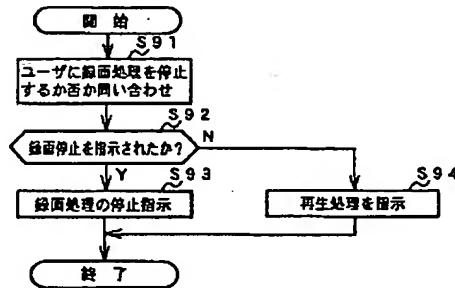 開 始
S91
ユーザに録画処理を停止
するか否か問い合わせ
S92
録画停止を指示されたか?
N
Y
S93
S94
録画処理の停止指示
再生処理を指示
終 了